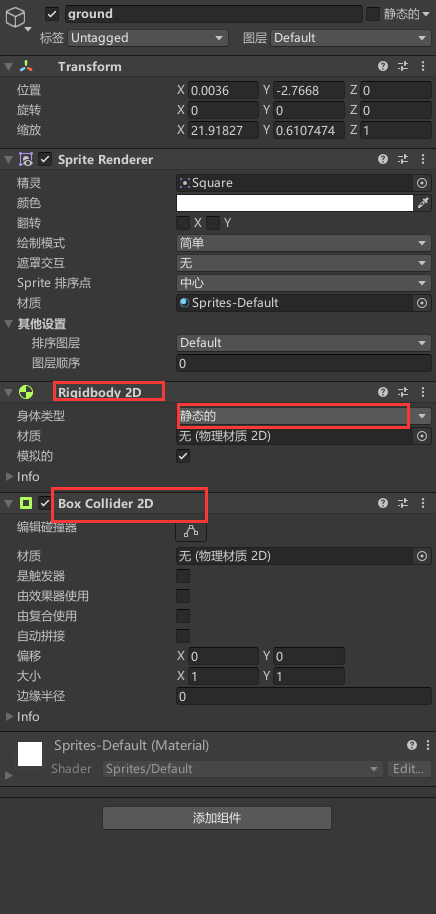 ground 静态的
标签 Untagged 图层 Default
Transform
位置 X 0.0036 Y -2.7668 Z 0
旋转 X 0 Y 0 Z 0
缩放 X 21.91827 Y 0.6107474 Z 1
Sprite Renderer
精灵 Square
颜色
翻转 X Y
绘制模式 简单
遮罩交互 无
Sprite 排序点 中心
材质 Sprites-Default
其他设置
排序图层 Default
图层顺序 0
Rigidbody 2D
身体类型 静态的
材质 无 (物理材质 2D)
模拟的
Info
Box Collider 2D
编辑碰撞器
材质 无 (物理材质 2D)
是触发器
由效果器使用
由复合使用
自动拼接
偏移 X 0 Y 0
大小 X 1 Y 1
边缘半径 0
Info
Sprites-Default (Material)
Shader Sprites/Default Edit...
添加组件